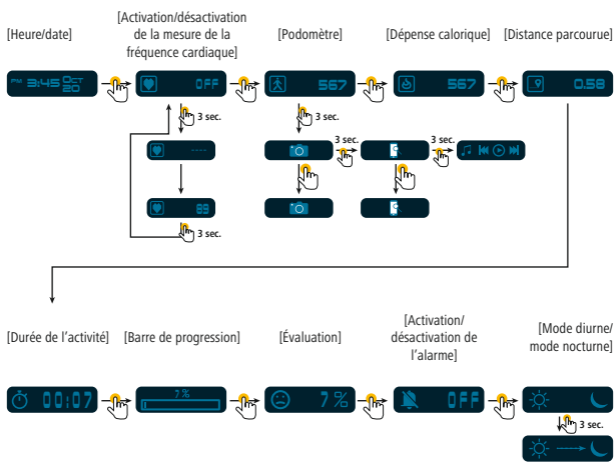 [Heure/date]
[Activation/désactivation
de la mesure de la
fréquence cardiaque]
[Podomètre]
[Dépense calorique]
[Distance parcourue]
PM 3:45 OCT
20
OFF
567
567
0.58
3 sec.
3 sec.
----
3 sec.
3 sec.
89
3 sec.
[Durée de l'activité]
[Barre de progression]
[Évaluation]
[Activation/
désactivation de
l'alarme]
[Mode diurne/
mode nocturne]
00:07
7%
7%
OFF
3 sec.